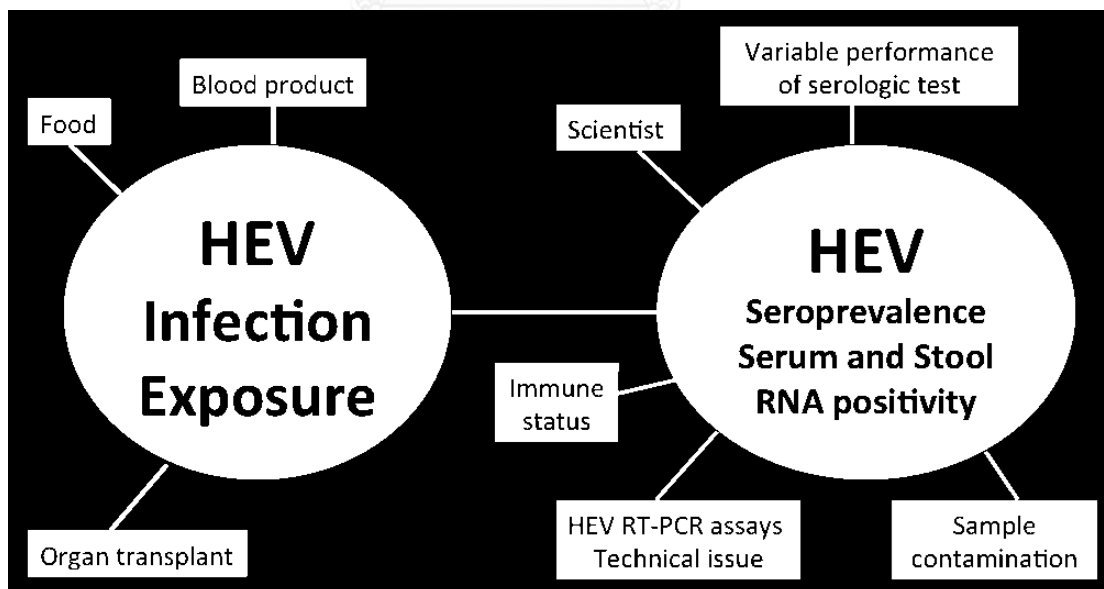 Blood product
Food
HEV
Infection
Exposure
Organ transplant
Variable performance
of serologic test
Scientist
HEV
Seroprevalence
Serum and Stool
RNA positivity
Immune
status
HEV RT-PCR assays
Technical issue
Sample
contamination